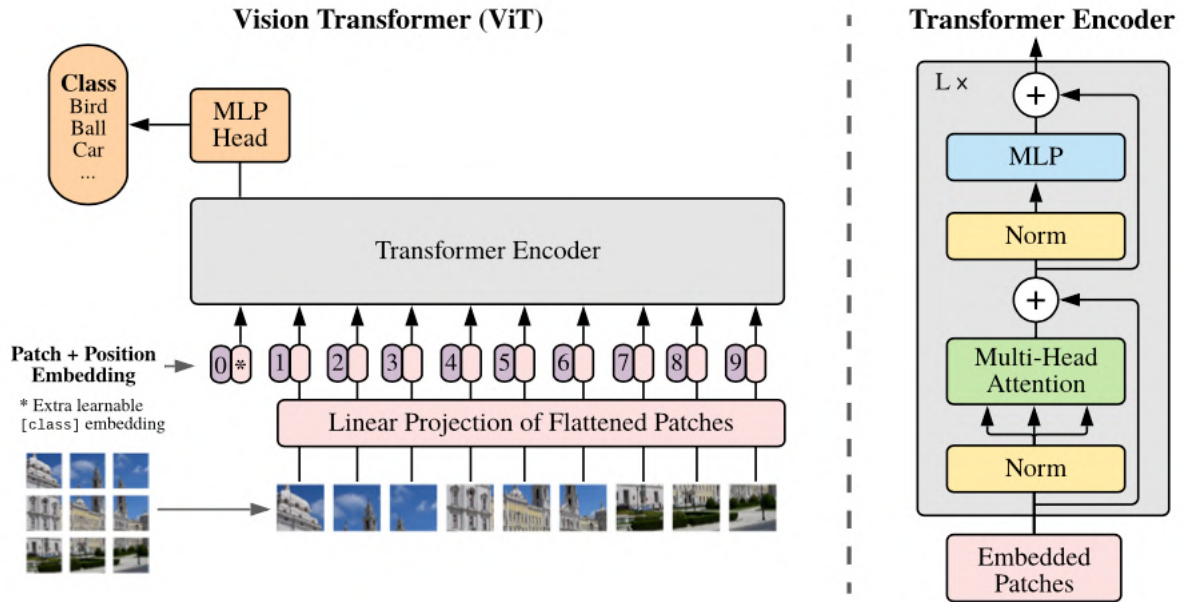 Vision Transformer (ViT)
Class
Bird
Ball
Car
...
MLP
Head
Transformer Encoder
Patch + Position
Embedding
* Extra learnable
[class] embedding
0 *
1
2
3
4
5
6
7
8
9
Linear Projection of Flattened Patches
Transformer Encoder
L ×
+
MLP
Norm
+
Multi-Head
Attention
Norm
Embedded
Patches